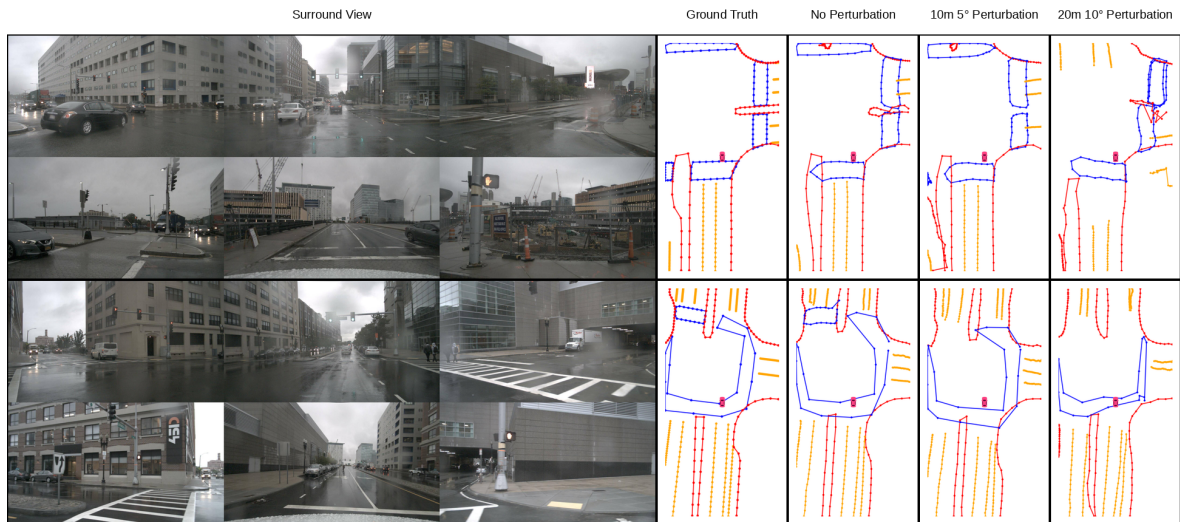 Surround View
Ground Truth
No Perturbation
10m 5° Perturbation
20m 10° Perturbation